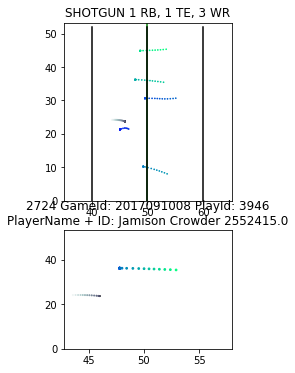 SHOTGUN 1 RB, 1 TE, 3 WR
50
40
30
20
10
0
40 50 60
2724 GameId: 2017091008 PlayId: 3946
PlayerName + ID: Jamison Crowder 2552415.0
40
20
0
45 50 55